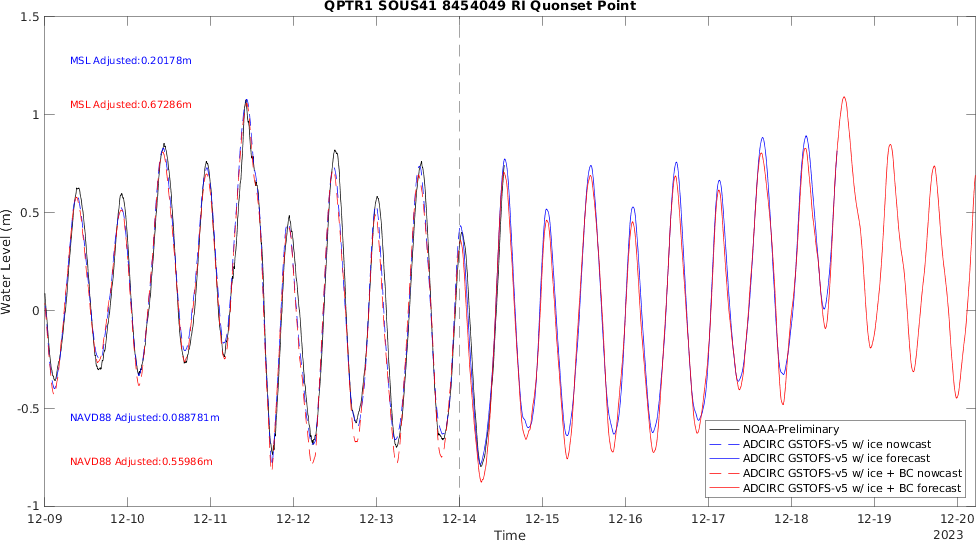 QPTR1 SOUS41 8454049 RI Quonset Point
1.5
MSL Adjusted:0.20178m
MSL Adjusted:0.67286m
1
0.5
Water Level (m)
0
-0.5
NAVD88 Adjusted:0.088781m
NAVD88 Adjusted:0.55986m
NOAA-Preliminary
ADCIRC GSTOFS-v5 w/ ice nowcast
ADCIRC GSTOFS-v5 w/ ice forecast
ADCIRC GSTOFS-v5 w/ ice + BC nowcast
ADCIRC GSTOFS-v5 w/ ice + BC forecast
-1
12-09 12-10 12-11 12-12 12-13 12-14 12-15 12-16 12-17 12-18 12-19 12-20
Time
2023